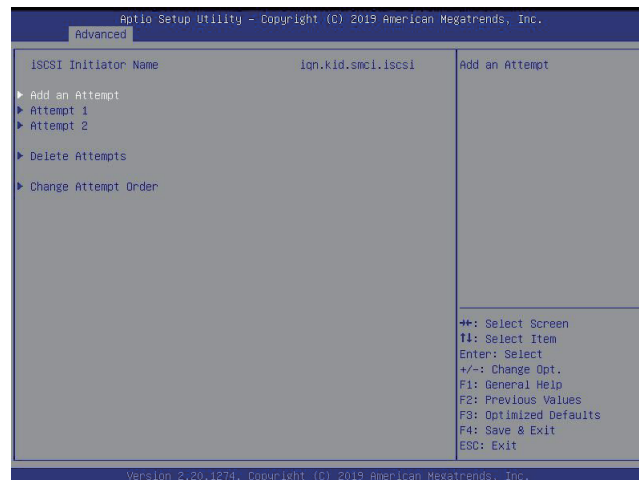 Aptio Setup Utility – Copyright (C) 2019 American Megatrends, Inc.
Advanced
iSCSI Initiator Name iqn.kid.smci.iscsi
Add an Attempt
Attempt 1
Attempt 2
Delete Attempts
Change Attempt Order
Add an Attempt
→←: Select Screen
↑↓: Select Item
Enter: Select
+/-: Change Opt.
F1: General Help
F2: Previous Values
F3: Optimized Defaults
F4: Save & Exit
ESC: Exit
Version 2.20.1274. Copyright (C) 2019 American Megatrends, Inc.